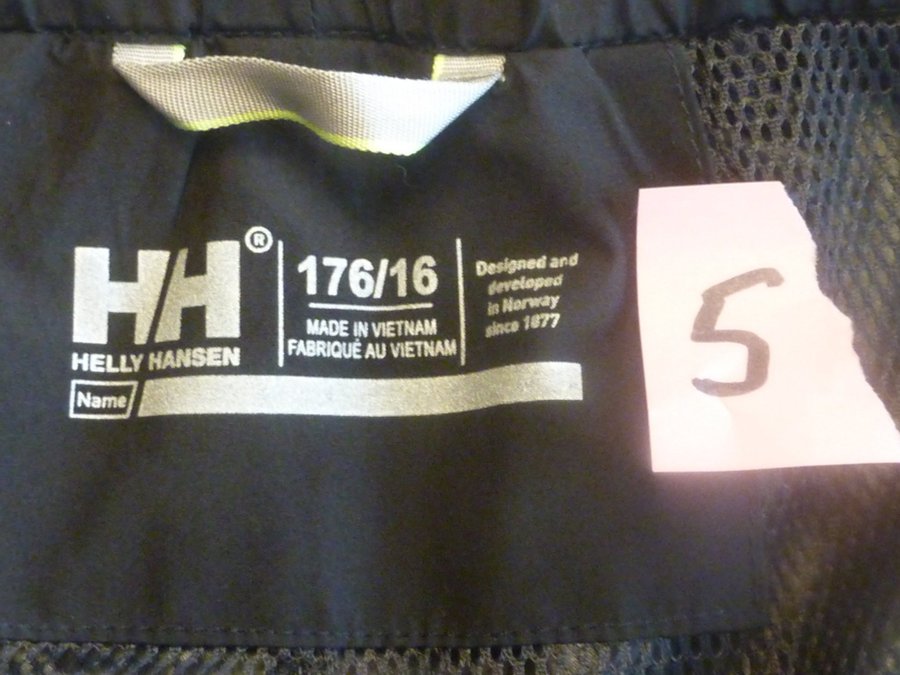 HH®
HELLY HANSEN
176/16
MADE IN VIETNAM
FABRIQUÉ AU VIETNAM
Designed and
developed
in Norway
since 1877
Name
5